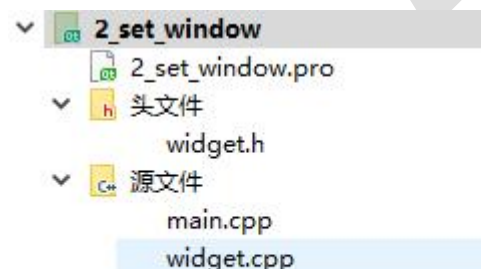 2_set_window
2_set_window.pro
头文件
widget.h
源文件
main.cpp
widget.cpp